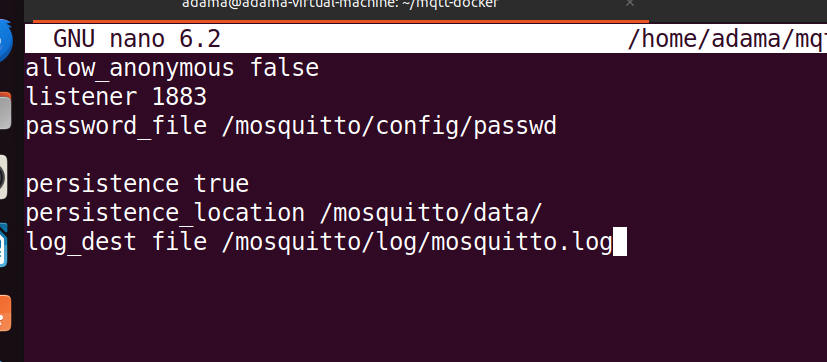 adama@adama-virtual-machine: ~/mqtt-docker
GNU nano 6.2 /home/adama/mqt
allow_anonymous false
listener 1883
password_file /mosquitto/config/passwd
persistence true
persistence_location /mosquitto/data/
log_dest file /mosquitto/log/mosquitto.log